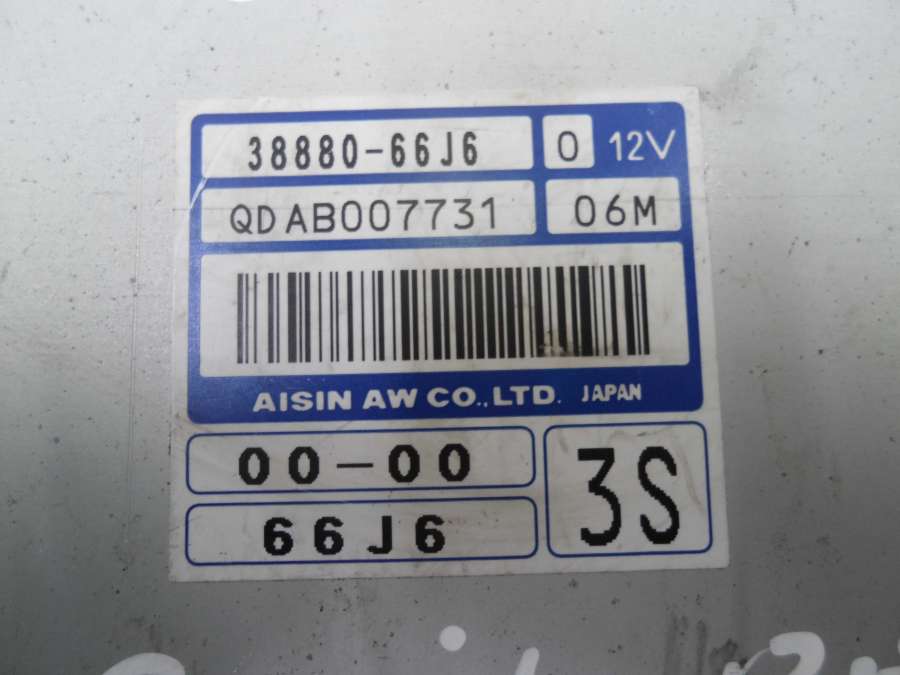 38880-66J6 0 12V
QDAB007731 06M
AISIN AW CO.,LTD. JAPAN
00-00 3S
66J6